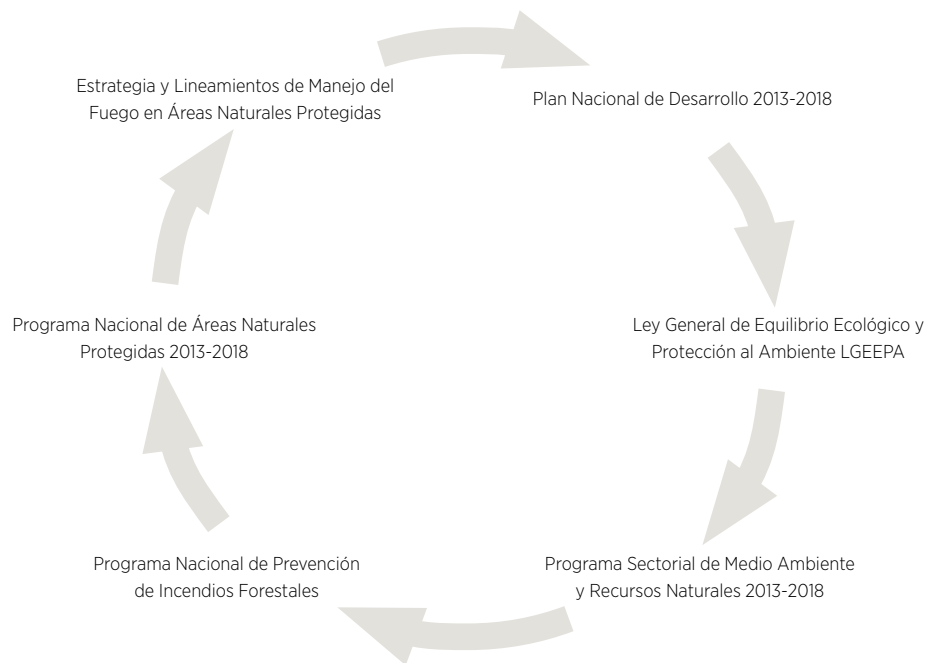 Estrategia y Lineamientos de Manejo del
Fuego en Áreas Naturales Protegidas
Plan Nacional de Desarrollo 2013-2018
Programa Nacional de Áreas Naturales
Protegidas 2013-2018
Ley General de Equilibrio Ecológico y
Protección al Ambiente LGEEPA
Programa Nacional de Prevención
de Incendios Forestales
Programa Sectorial de Medio Ambiente
y Recursos Naturales 2013-2018